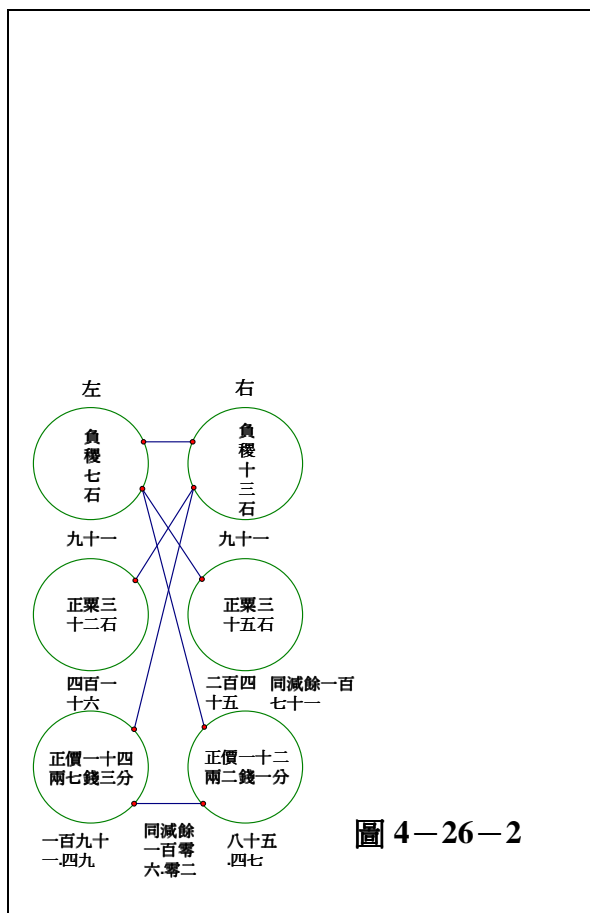 左
右
負
稷
七
石
負
稷
十
三
石
九十一
九十一
正粟三
十二石
正粟三
十五石
四百一
十六
二百四
十五
同減餘一百
七十一
正價一十四
兩七錢三分
正價一十二
兩二錢一分
一百九十
一.四九
同減餘
一百零
六.零二
八十五
.四七
圖 4－26－2